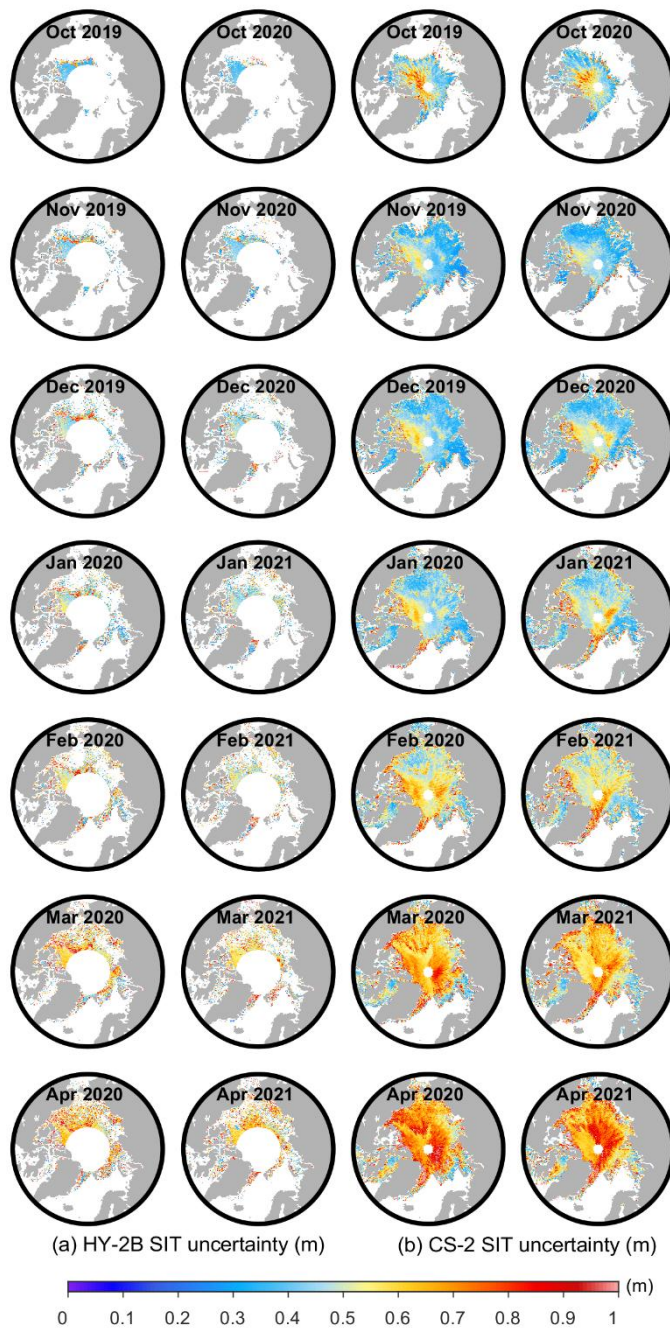 Oct 2019 Oct 2020 Oct 2019 Oct 2020
Nov 2019 Nov 2020 Nov 2019 Nov 2020
Dec 2019 Dec 2020 Dec 2019 Dec 2020
Jan 2020 Jan 2021 Jan 2020 Jan 2021
Feb 2020 Feb 2021 Feb 2020 Feb 2021
Mar 2020 Mar 2021 Mar 2020 Mar 2021
Apr 2020 Apr 2021 Apr 2020 Apr 2021
(a) HY-2B SIT uncertainty (m) (b) CS-2 SIT uncertainty (m)
(m)
0 0.1 0.2 0.3 0.4 0.5 0.6 0.7 0.8 0.9 1